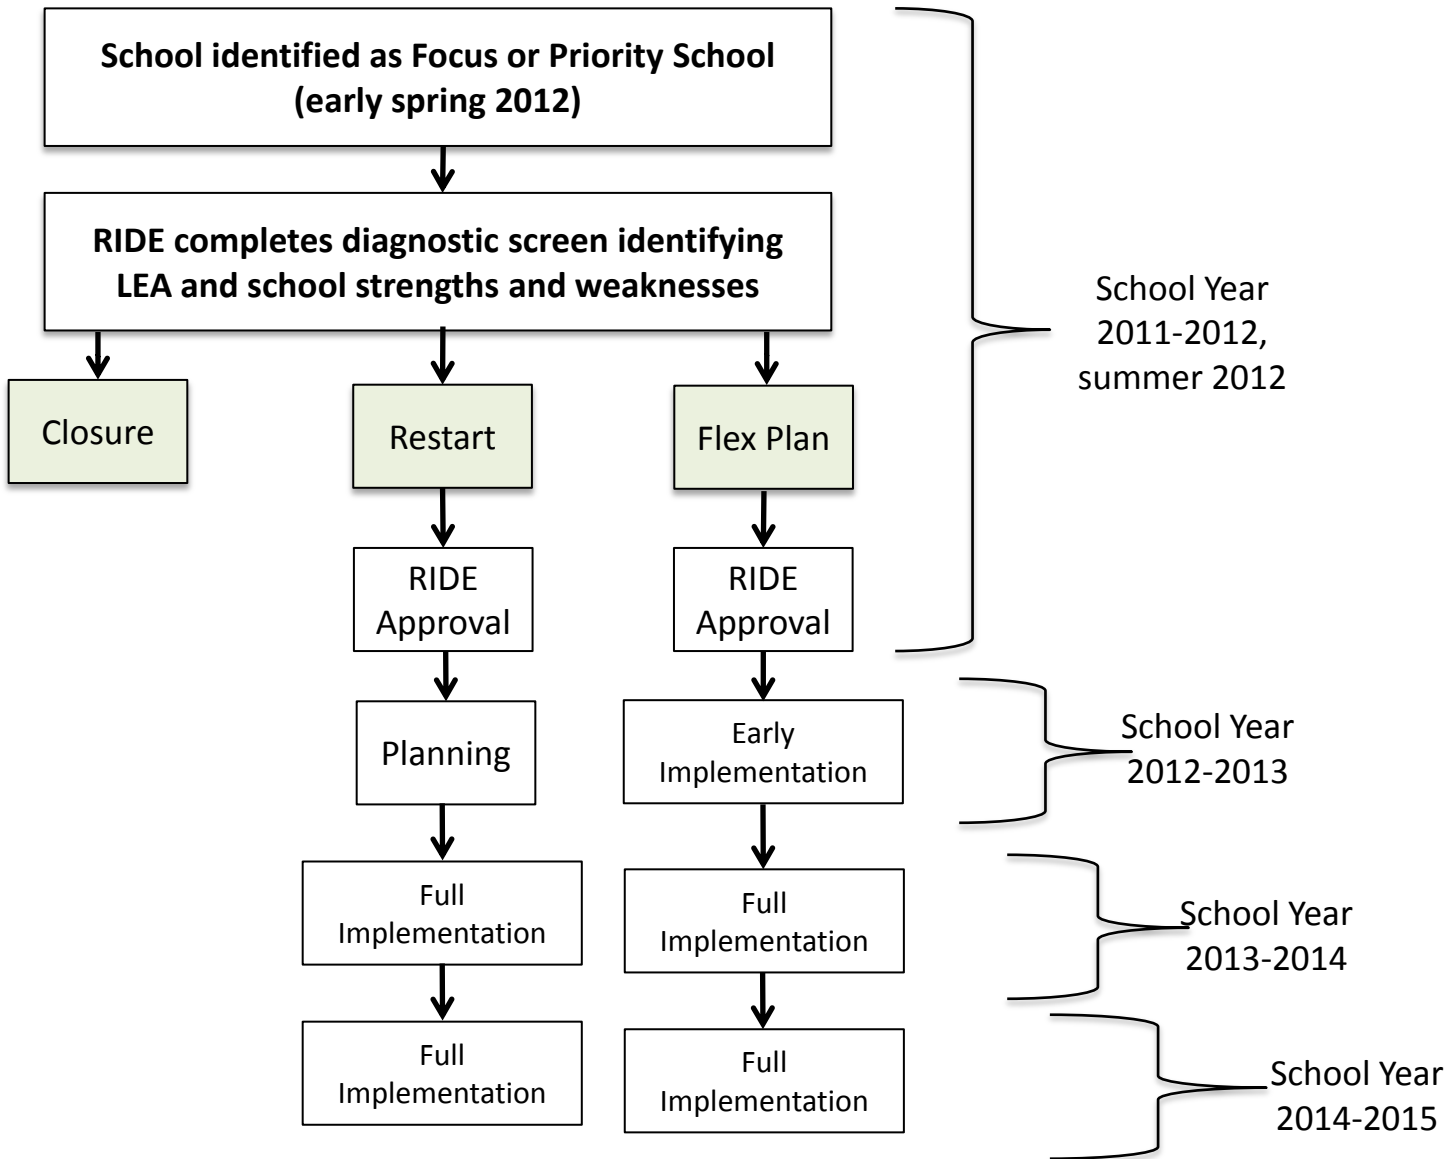 School identified as Focus or Priority School
(early spring 2012)
RIDE completes diagnostic screen identifying
LEA and school strengths and weaknesses
School Year
2011-2012,
summer 2012
Closure
Restart
Flex Plan
RIDE
Approval
RIDE
Approval
Planning
Early
Implementation
School Year
2012-2013
Full
Implementation
Full
Implementation
School Year
2013-2014
Full
Implementation
Full
Implementation
School Year
2014-2015